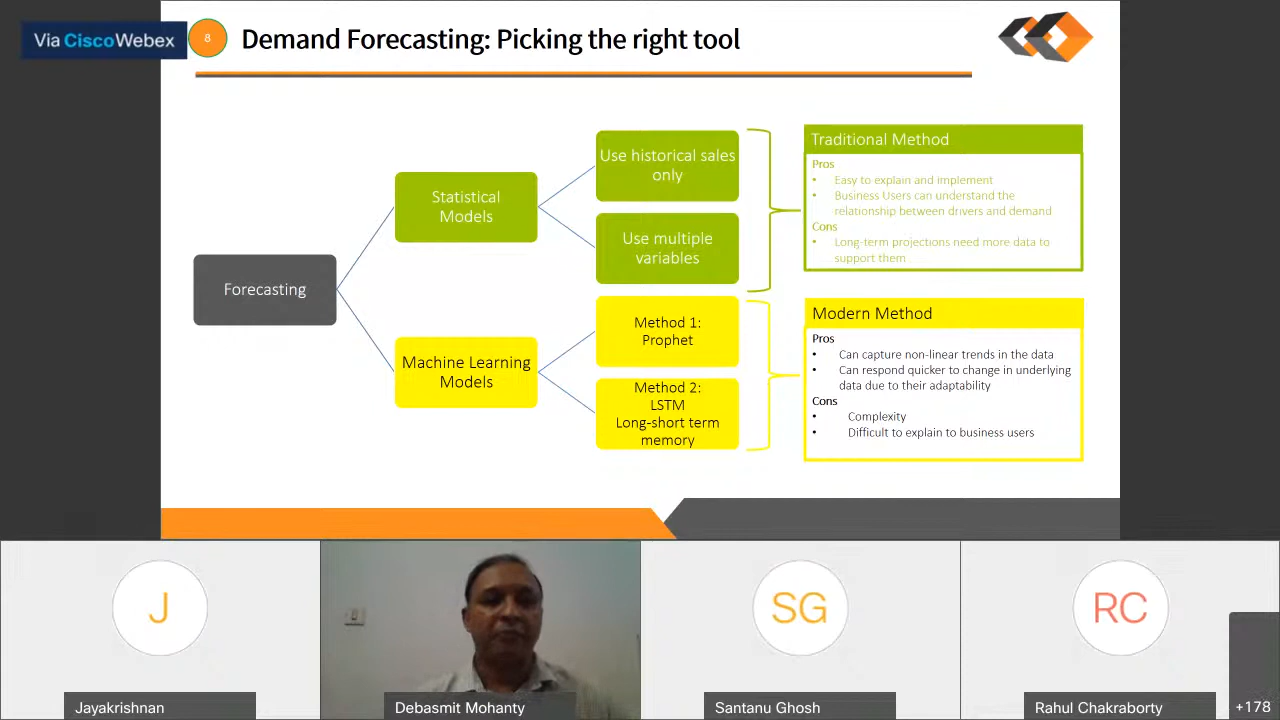 Via Cisco Webex
8
Demand Forecasting: Picking the right tool
Forecasting
Statistical
Models
Machine Learning
Models
Use historical sales
only
Use multiple
variables
Method 1:
Prophet
Method 2:
LSTM
Long-short term
memory
Traditional Method
Pros
• Easy to explain and implement
• Business Users can understand the
relationship between drivers and demand
Cons
• Long-term projections need more data to
support them
Modern Method
Pros
• Can capture non-linear trends in the data
• Can respond quicker to change in underlying
data due to their adaptability
Cons
• Complexity
• Difficult to explain to business users
J
SG
RC
Jayakrishnan
Debasmit Mohanty
Santanu Ghosh
Rahul Chakraborty
+178